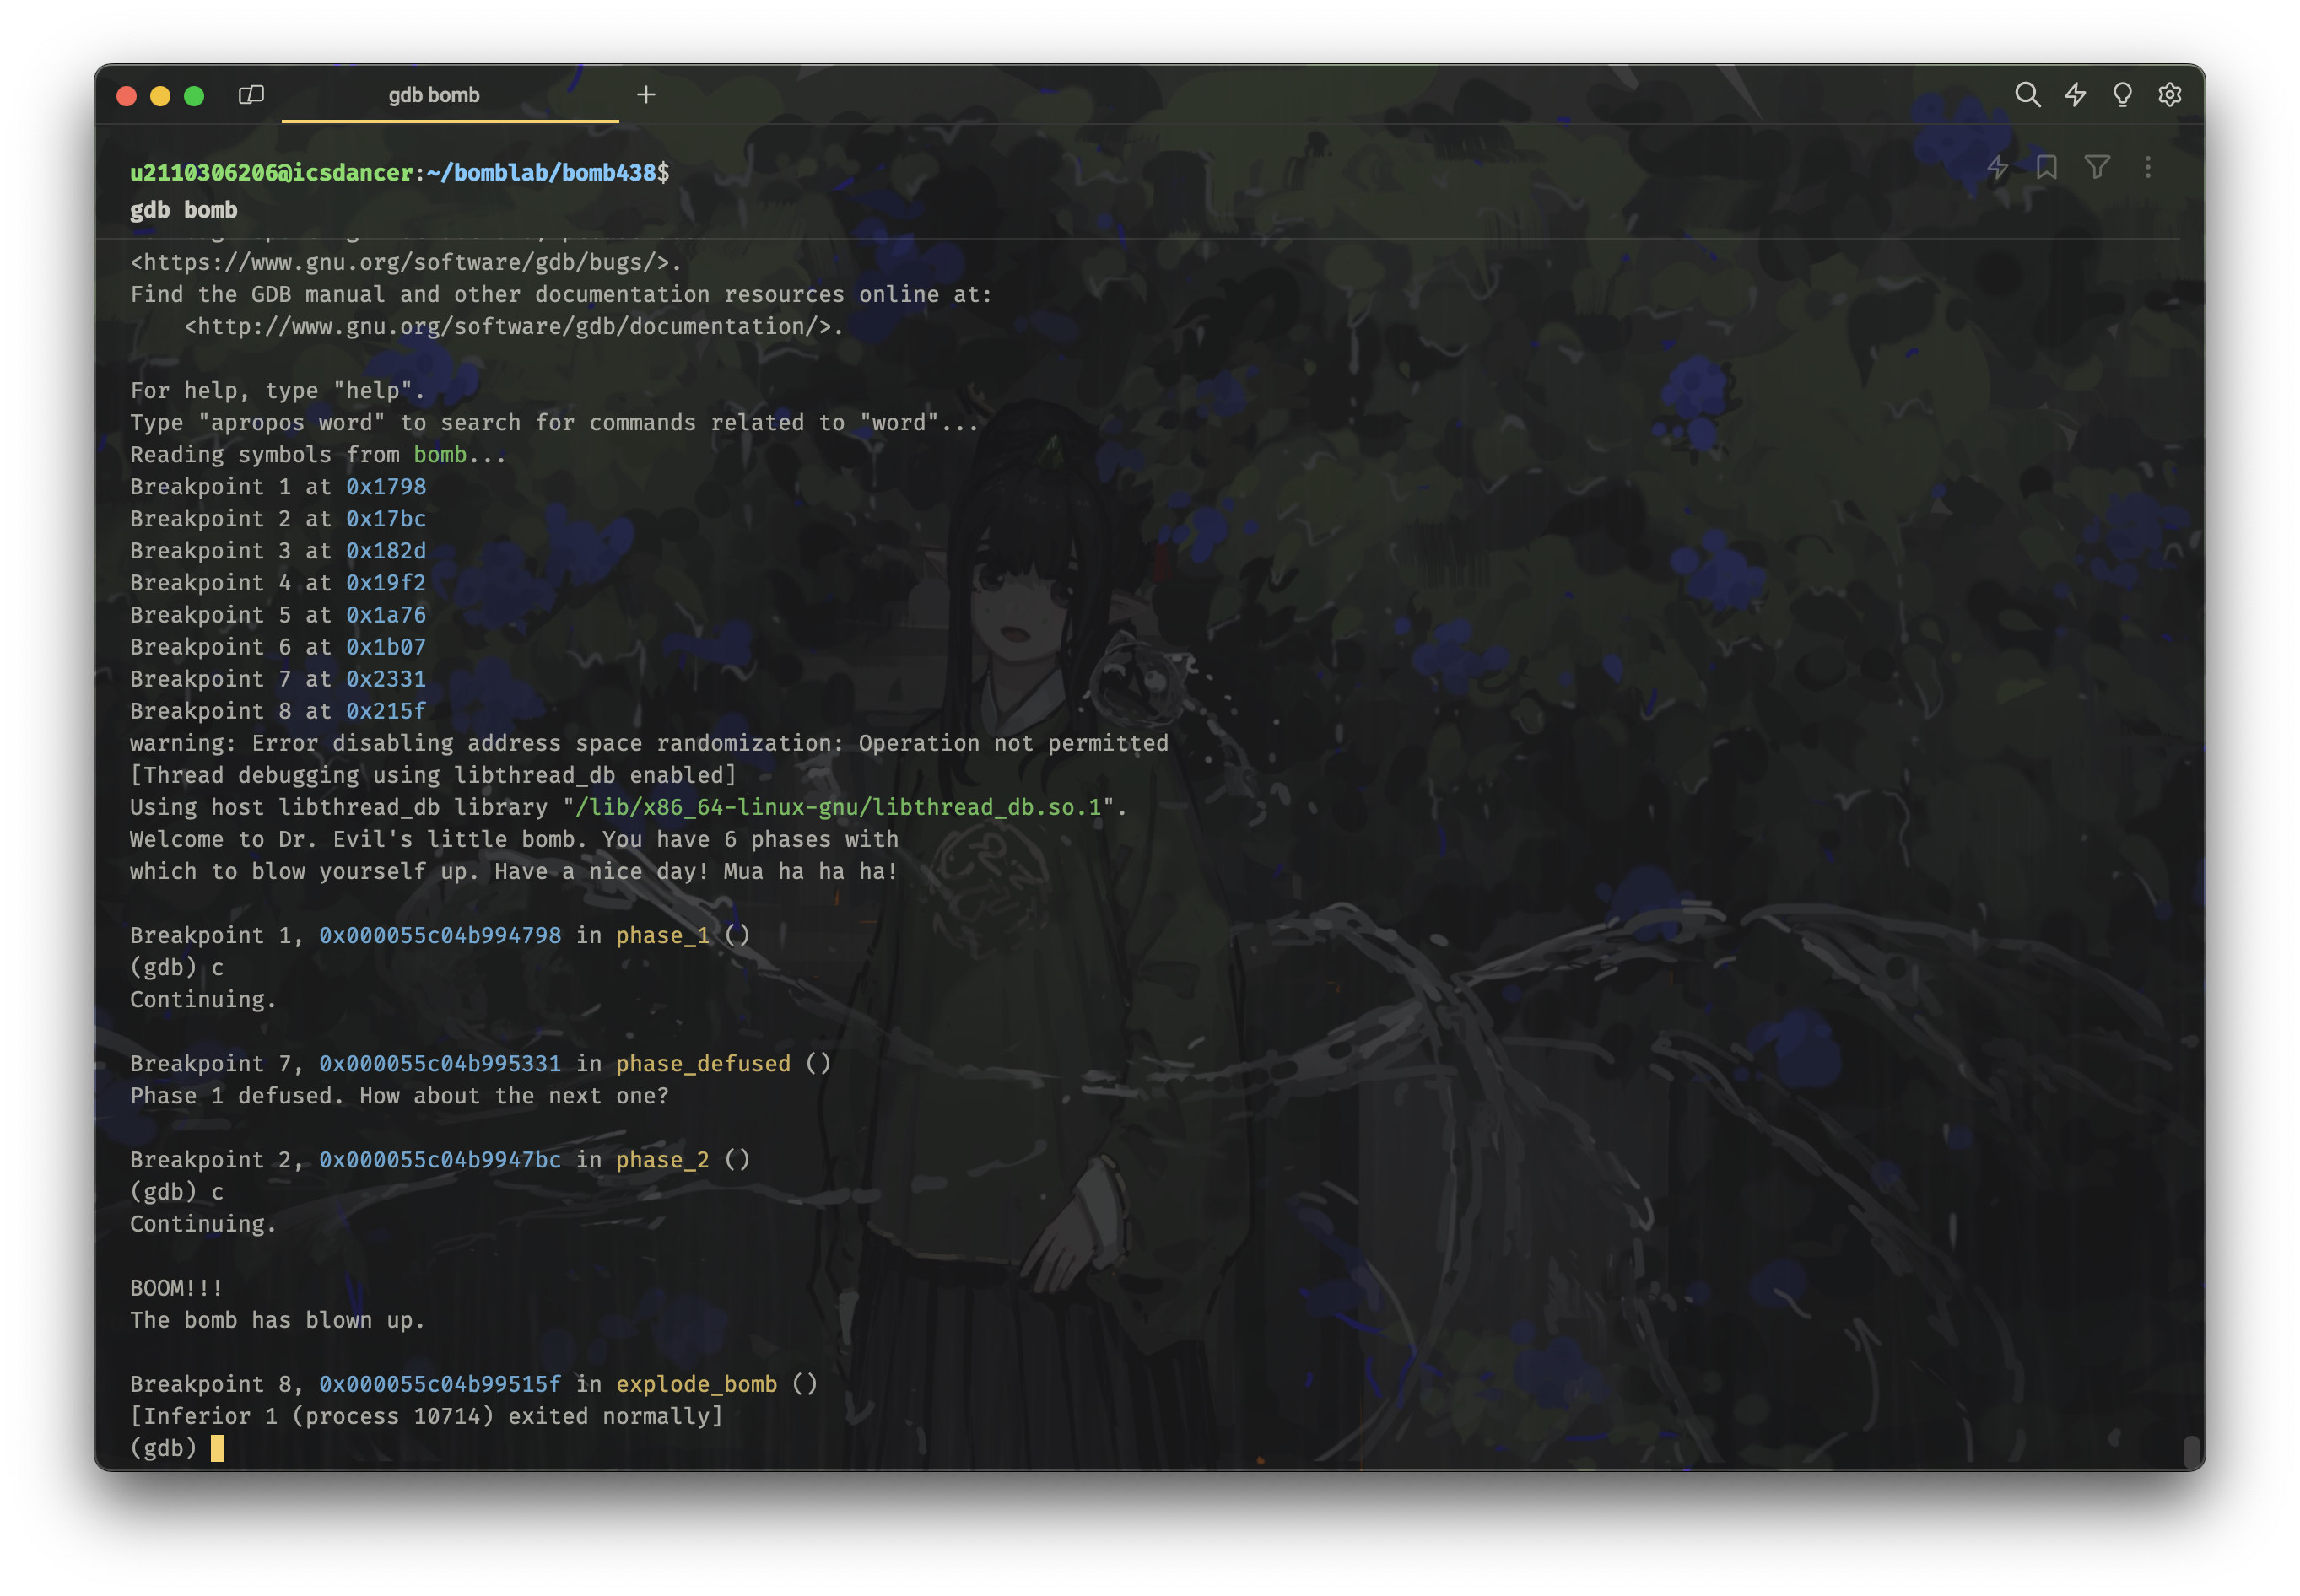 gdb bomb
u2110306206@icsdancer:~/bomblab/bomb438$
gdb bomb
<https://www.gnu.org/software/gdb/bugs/>.
Find the GDB manual and other documentation resources online at:
    <http://www.gnu.org/software/gdb/documentation/>.
For help, type "help".
Type "apropos word" to search for commands related to "word"...
Reading symbols from bomb...
Breakpoint 1 at 0x1798
Breakpoint 2 at 0x17bc
Breakpoint 3 at 0x182d
Breakpoint 4 at 0x19f2
Breakpoint 5 at 0x1a76
Breakpoint 6 at 0x1b07
Breakpoint 7 at 0x2331
Breakpoint 8 at 0x215f
warning: Error disabling address space randomization: Operation not permitted
[Thread debugging using libthread_db enabled]
Using host libthread_db library "/lib/x86_64-linux-gnu/libthread_db.so.1".
Welcome to Dr. Evil's little bomb. You have 6 phases with
which to blow yourself up. Have a nice day! Mua ha ha ha!
Breakpoint 1, 0x000055c04b994798 in phase_1 ()
(gdb) c
Continuing.
Breakpoint 7, 0x000055c04b995331 in phase_defused ()
Phase 1 defused. How about the next one?
Breakpoint 2, 0x000055c04b9947bc in phase_2 ()
(gdb) c
Continuing.
BOOM!!!
The bomb has blown up.
Breakpoint 8, 0x000055c04b99515f in explode_bomb ()
[Inferior 1 (process 10714) exited normally]
(gdb)